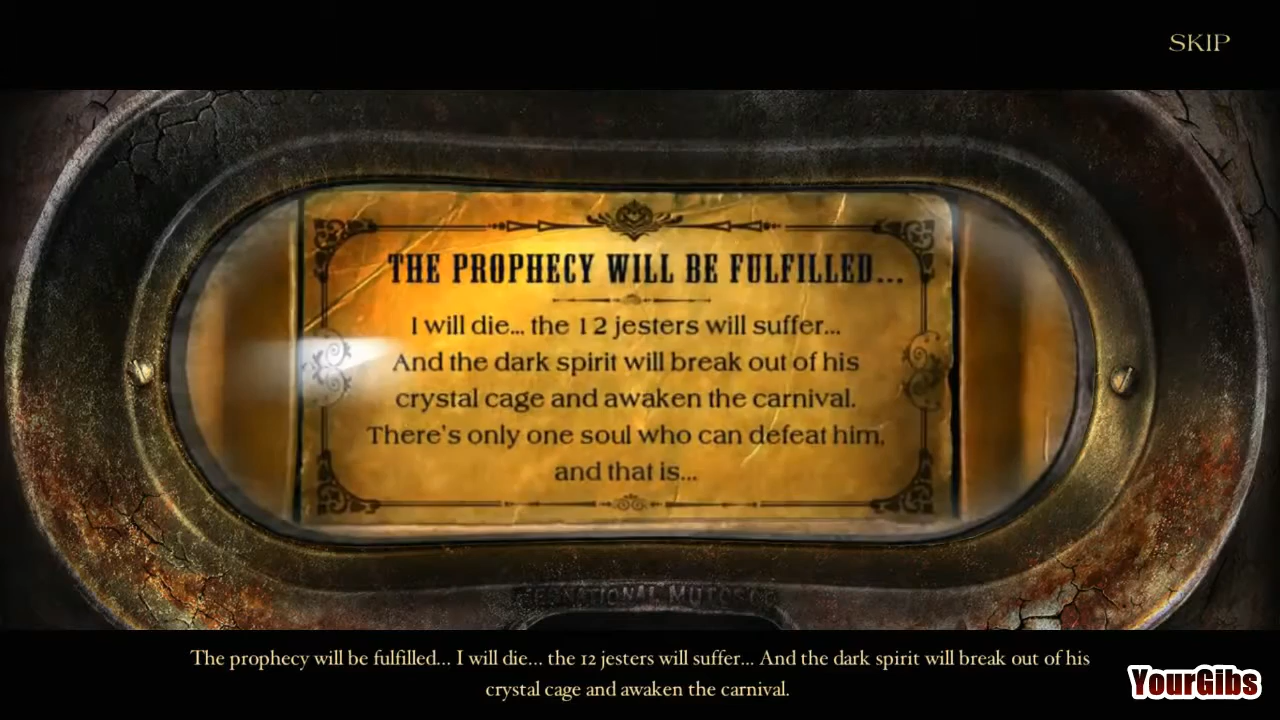 SKIP
THE PROPHECY WILL BE FULFILLED...
I will die... the 12 jesters will suffer...
And the dark spirit will break out of his
crystal cage and awaken the carnival.
There's only one soul who can defeat him,
and that is...
The prophecy will be fulfilled... I will die... the 12 jesters will suffer... And the dark spirit will break out of his
crystal cage and awaken the carnival.
YourGibs